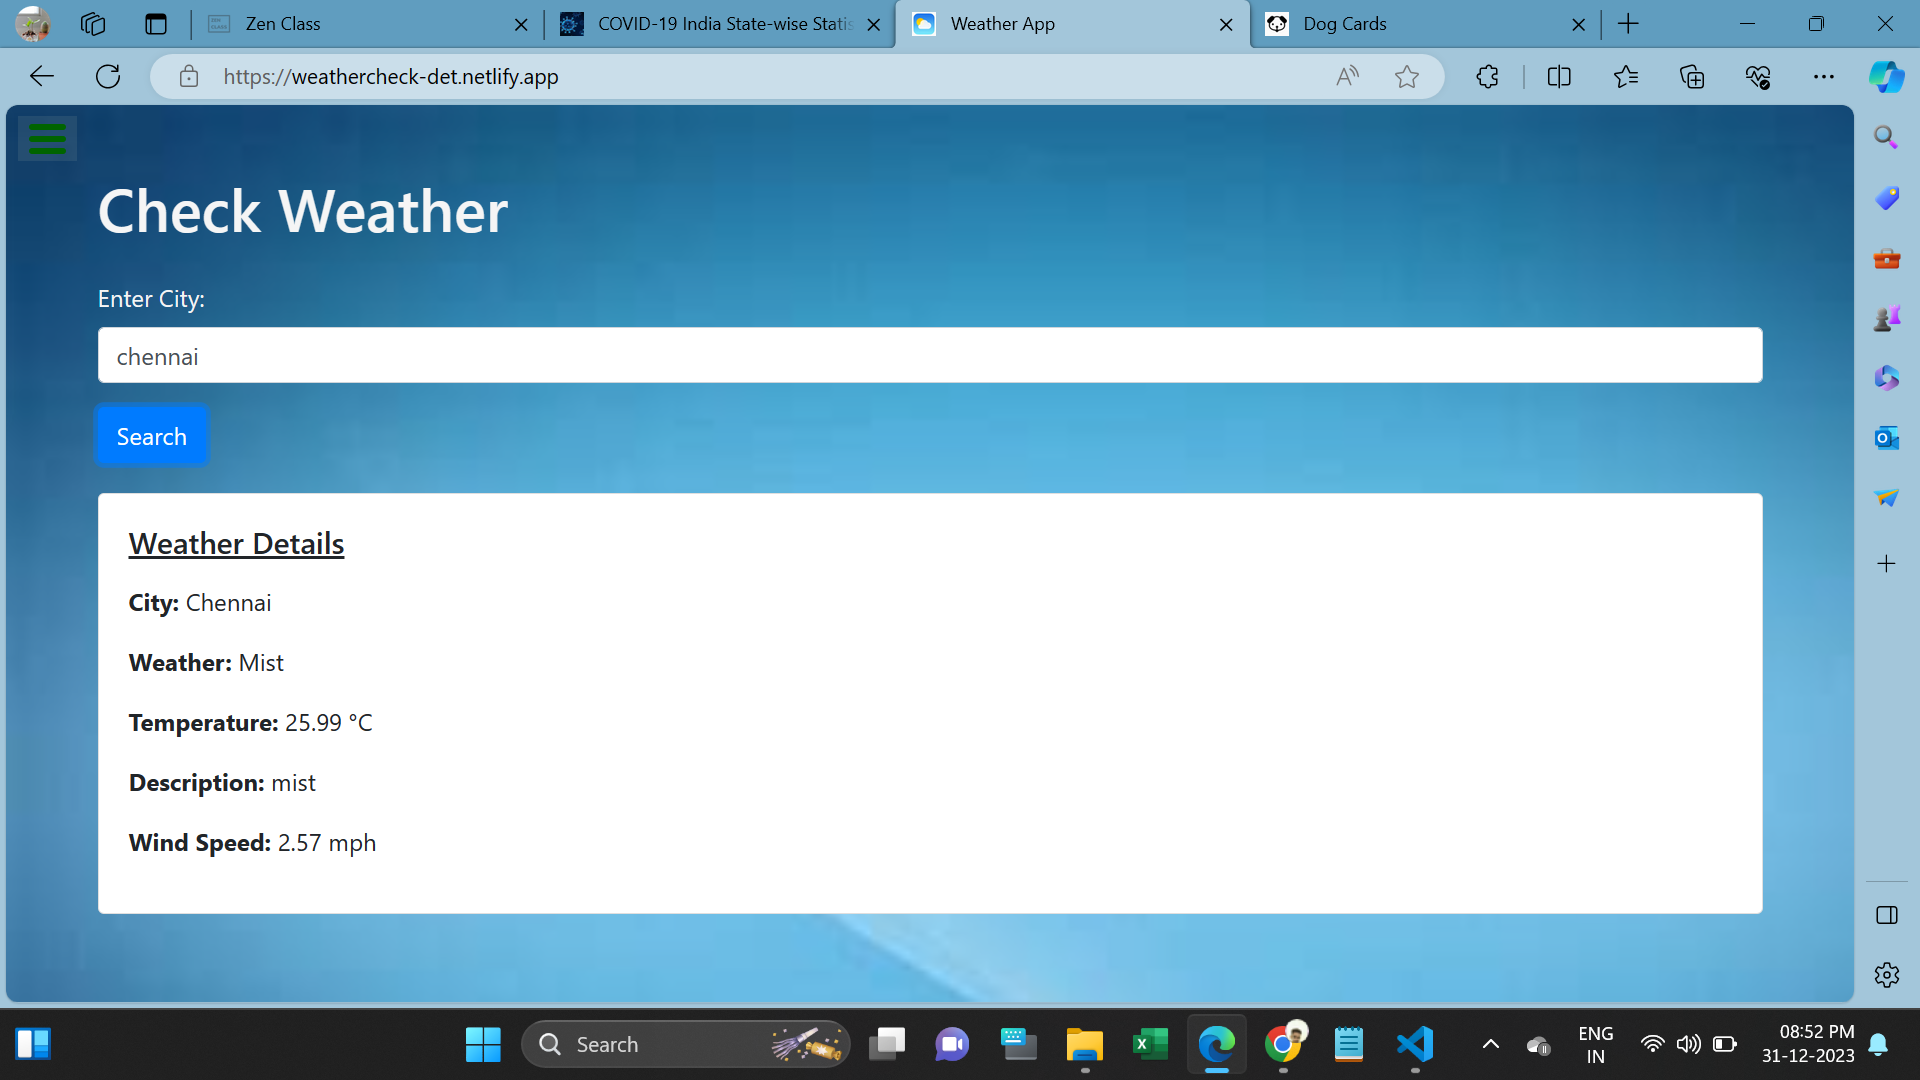 Zen Class
COVID-19 India State-wise Statis
Weather App
Dog Cards
https://weathercheck-det.netlify.app
Check Weather
Enter City:
chennai
Search
Weather Details
City: Chennai
Weather: Mist
Temperature: 25.99 °C
Description: mist
Wind Speed: 2.57 mph
Search
ENG
IN
08:52 PM
31-12-2023